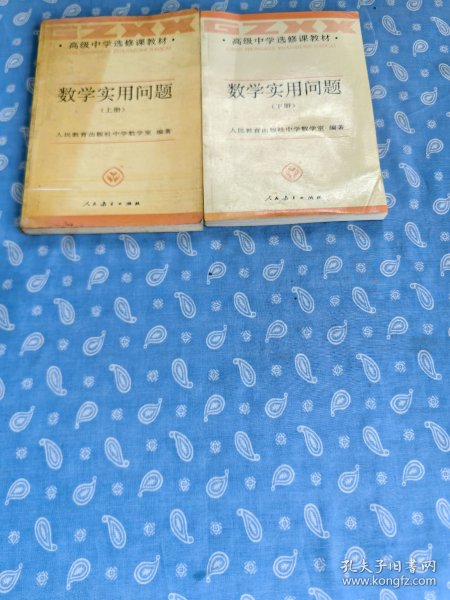 GZXX
·高级中学选修课教材·
数学实用问题
(上册)
人民教育出版社中学数学室 编著
人民教育出版社
GZXX
·高级中学选修课教材·
数学实用问题
(下册)
人民教育出版社中学数学室 编著
人民教育出版社
孔夫子旧书网
www.kongfz.com